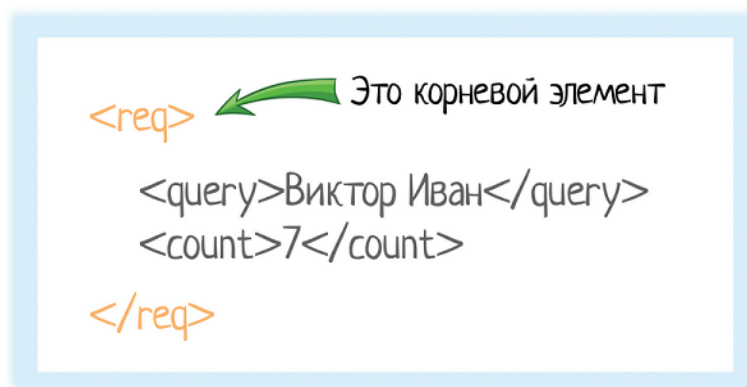 <req>
Это корневой элемент
<query>Виктор Иван</query>
<count>7</count>
</req>